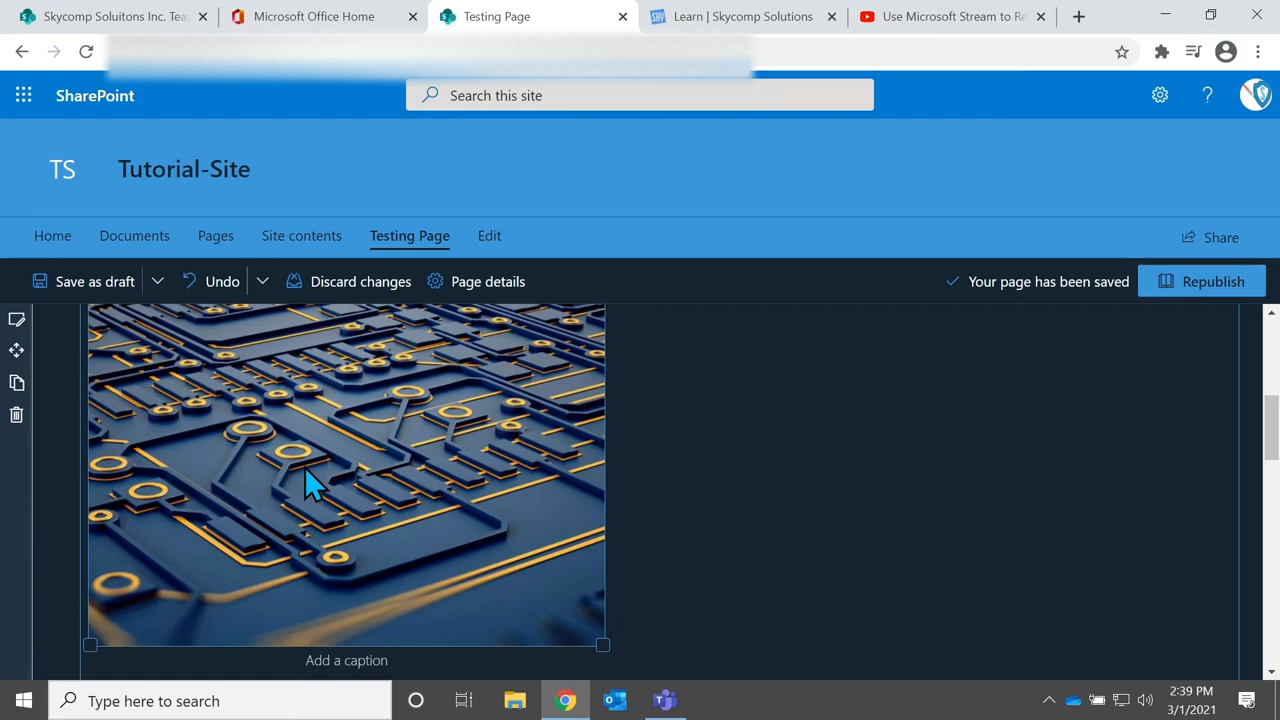 Skycomp Soluitons Inc. Tea
Microsoft Office Home
Testing Page
SKY
Learn | Skycomp Solutions
Use Microsoft Stream to Re
SharePoint
Search this site
TS
Tutorial-Site
Home
Documents
Pages
Site contents
Testing Page
Edit
Share
Save as draft
Undo
Discard changes
Page details
Your page has been saved
Republish
Add a caption
Type here to search
2:39 PM
3/1/2021